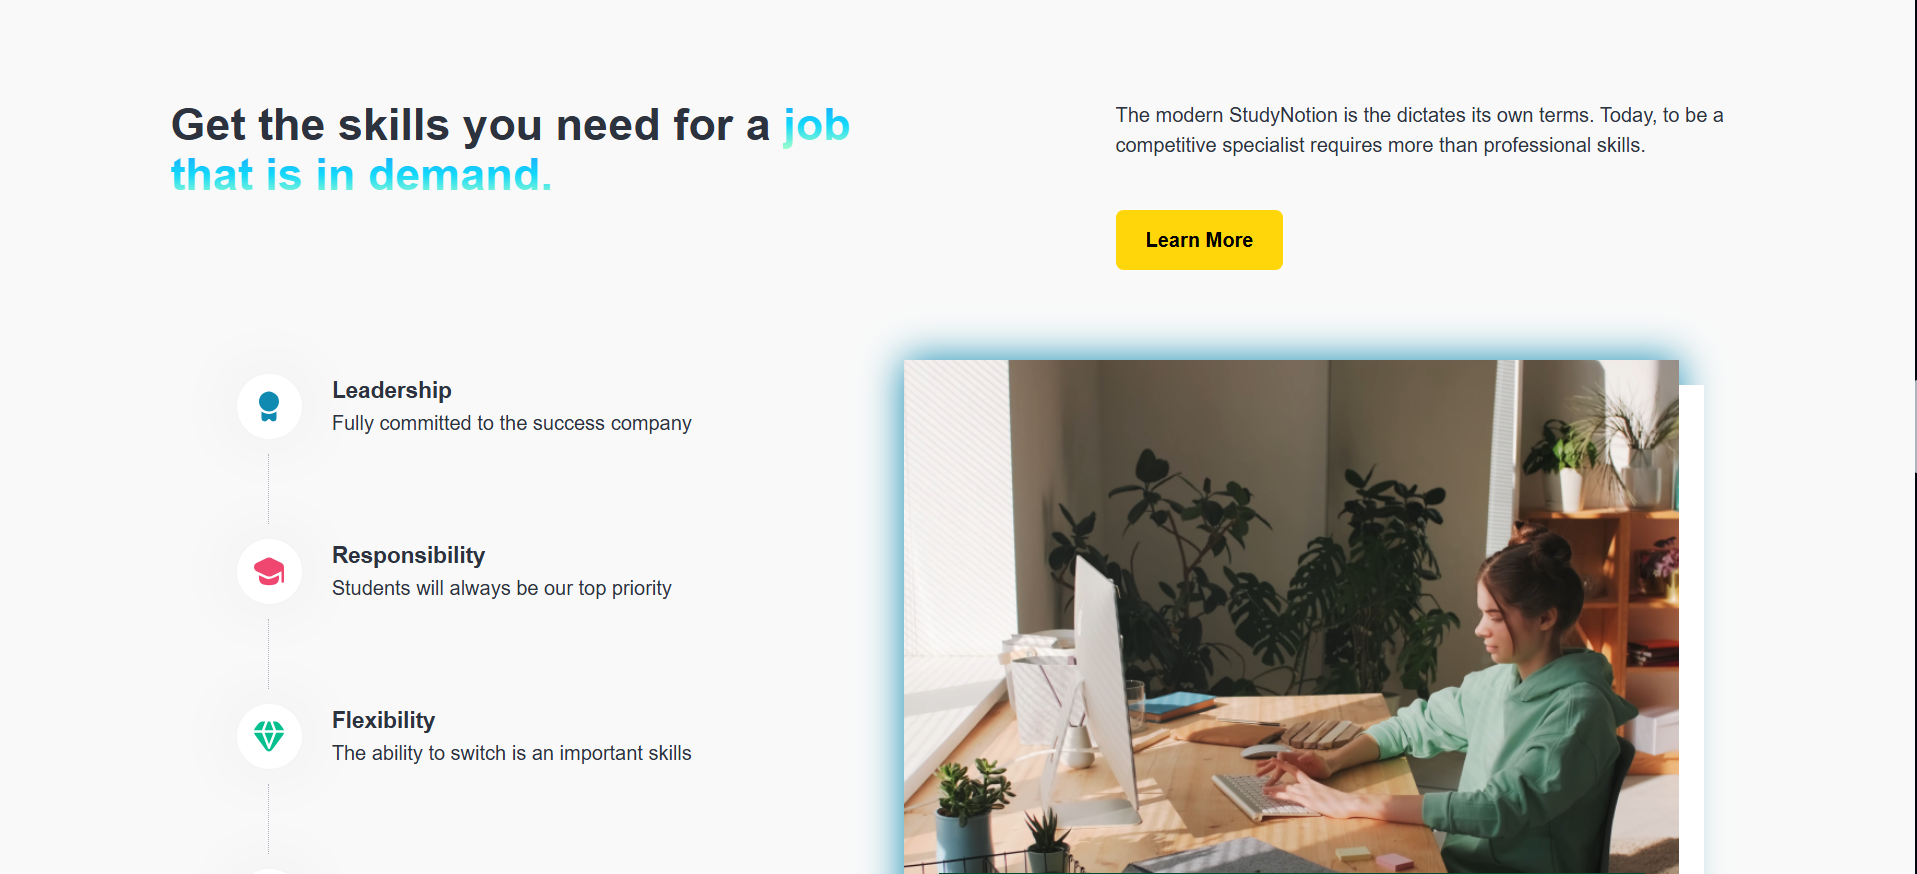 Get the skills you need for a job
that is in demand.
The modern StudyNotion is the dictates its own terms. Today, to be a
competitive specialist requires more than professional skills.
Learn More
Leadership
Fully committed to the success company
Responsibility
Students will always be our top priority
Flexibility
The ability to switch is an important skills